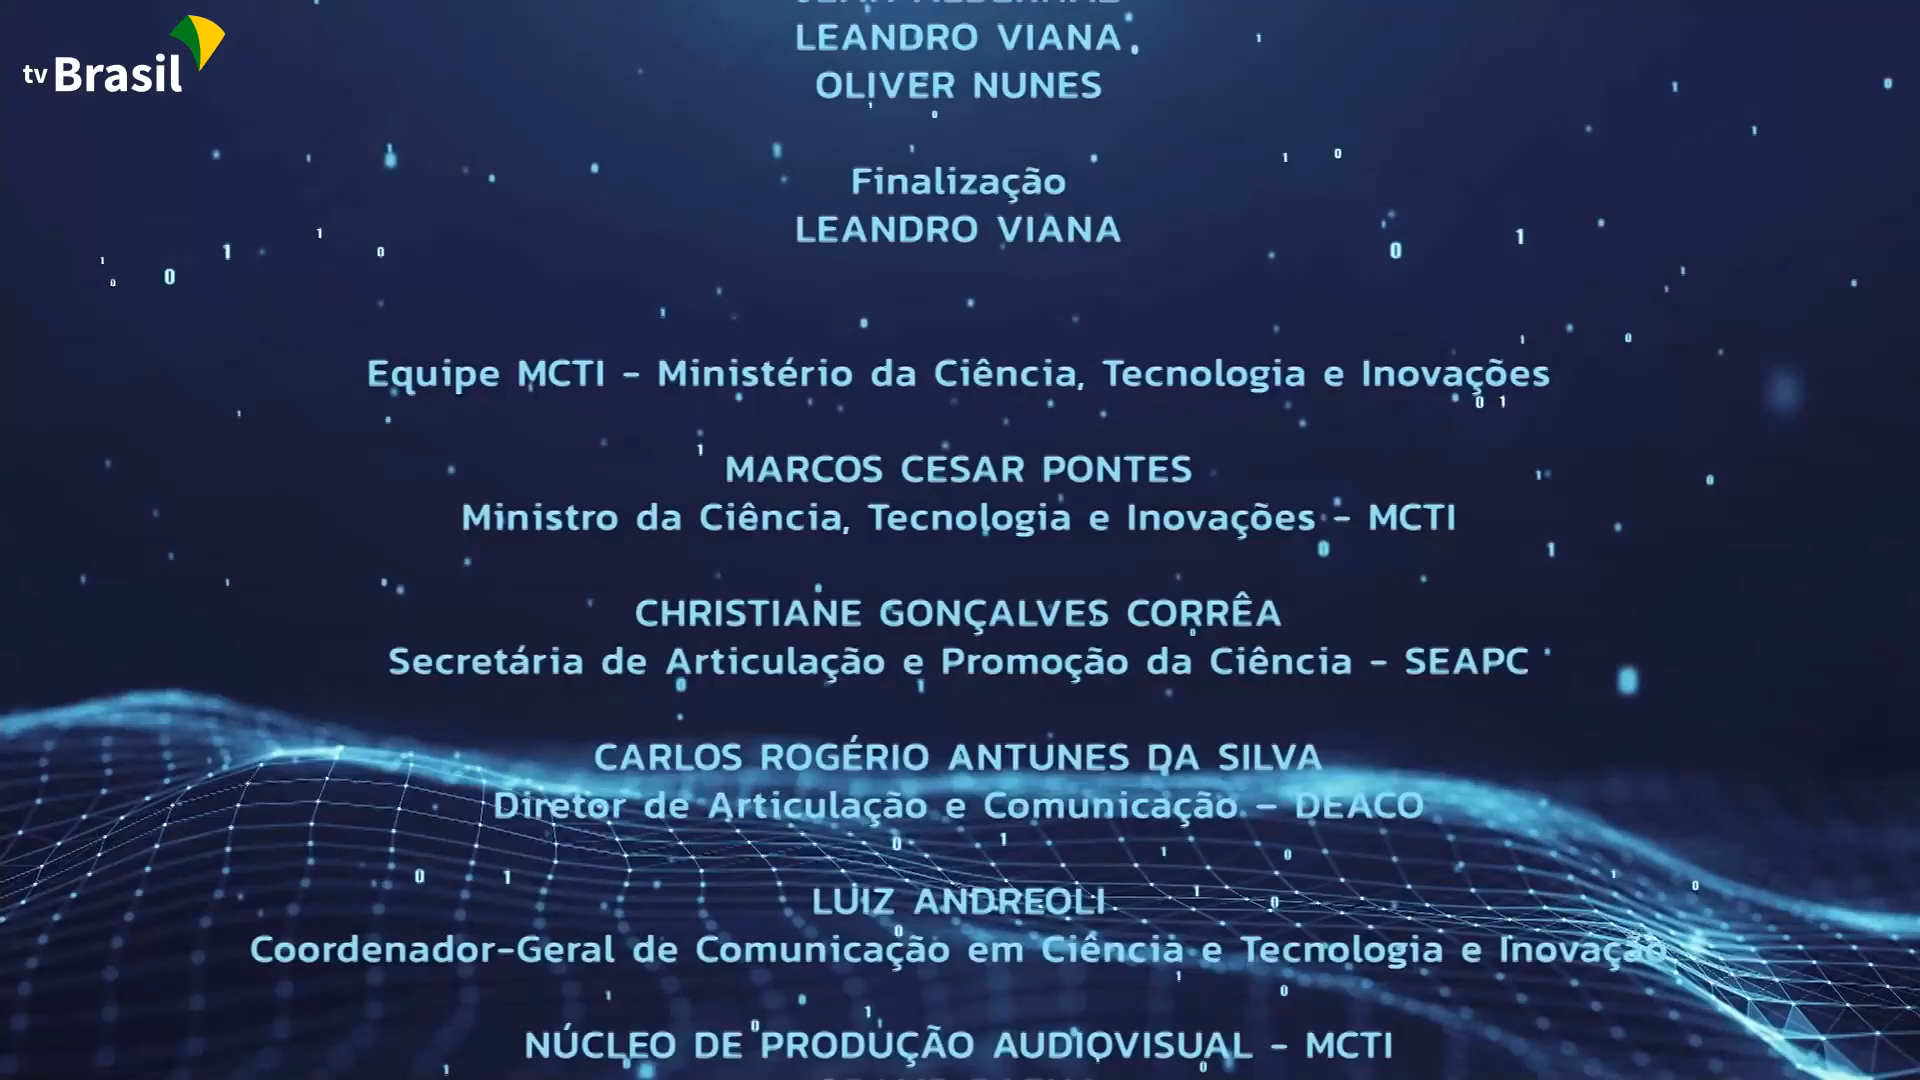 tv Brasil
LEANDRO VIANA
OLIVER NUNES
Finalização
LEANDRO VIANA
Equipe MCTI - Ministério da Ciência, Tecnologia e Inovações
MARCOS CESAR PONTES
Ministro da Ciência, Tecnologia e Inovações - MCTI
CHRISTIANE GONÇALVES CORRÊA
Secretária de Articulação e Promoção da Ciência - SEAPC
CARLOS ROGÉRIO ANTUNES DA SILVA
Diretor de Articulação e Comunicação – DEACO
LUIZ ANDREOLI
Coordenador-Geral de Comunicação em Ciência e Tecnologia e Inovação
NÚCLEO DE PRODUÇÃO AUDIOVISUAL - MCTI